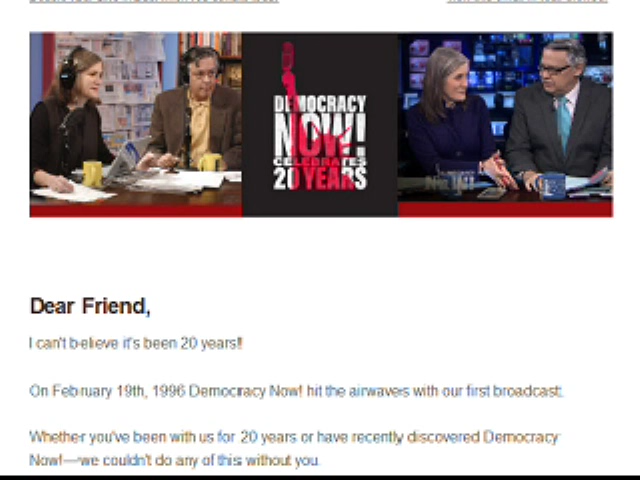 DEMOCRACY
NOW!
CELEBRATES
20 YEARS
Dear Friend,
I can't believe it's been 20 years!!
On February 19th, 1996 Democracy Now! hit the airwaves with our first broadcast.
Whether you've been with us for 20 years or have recently discovered Democracy
Now!—we couldn't do any of this without you.